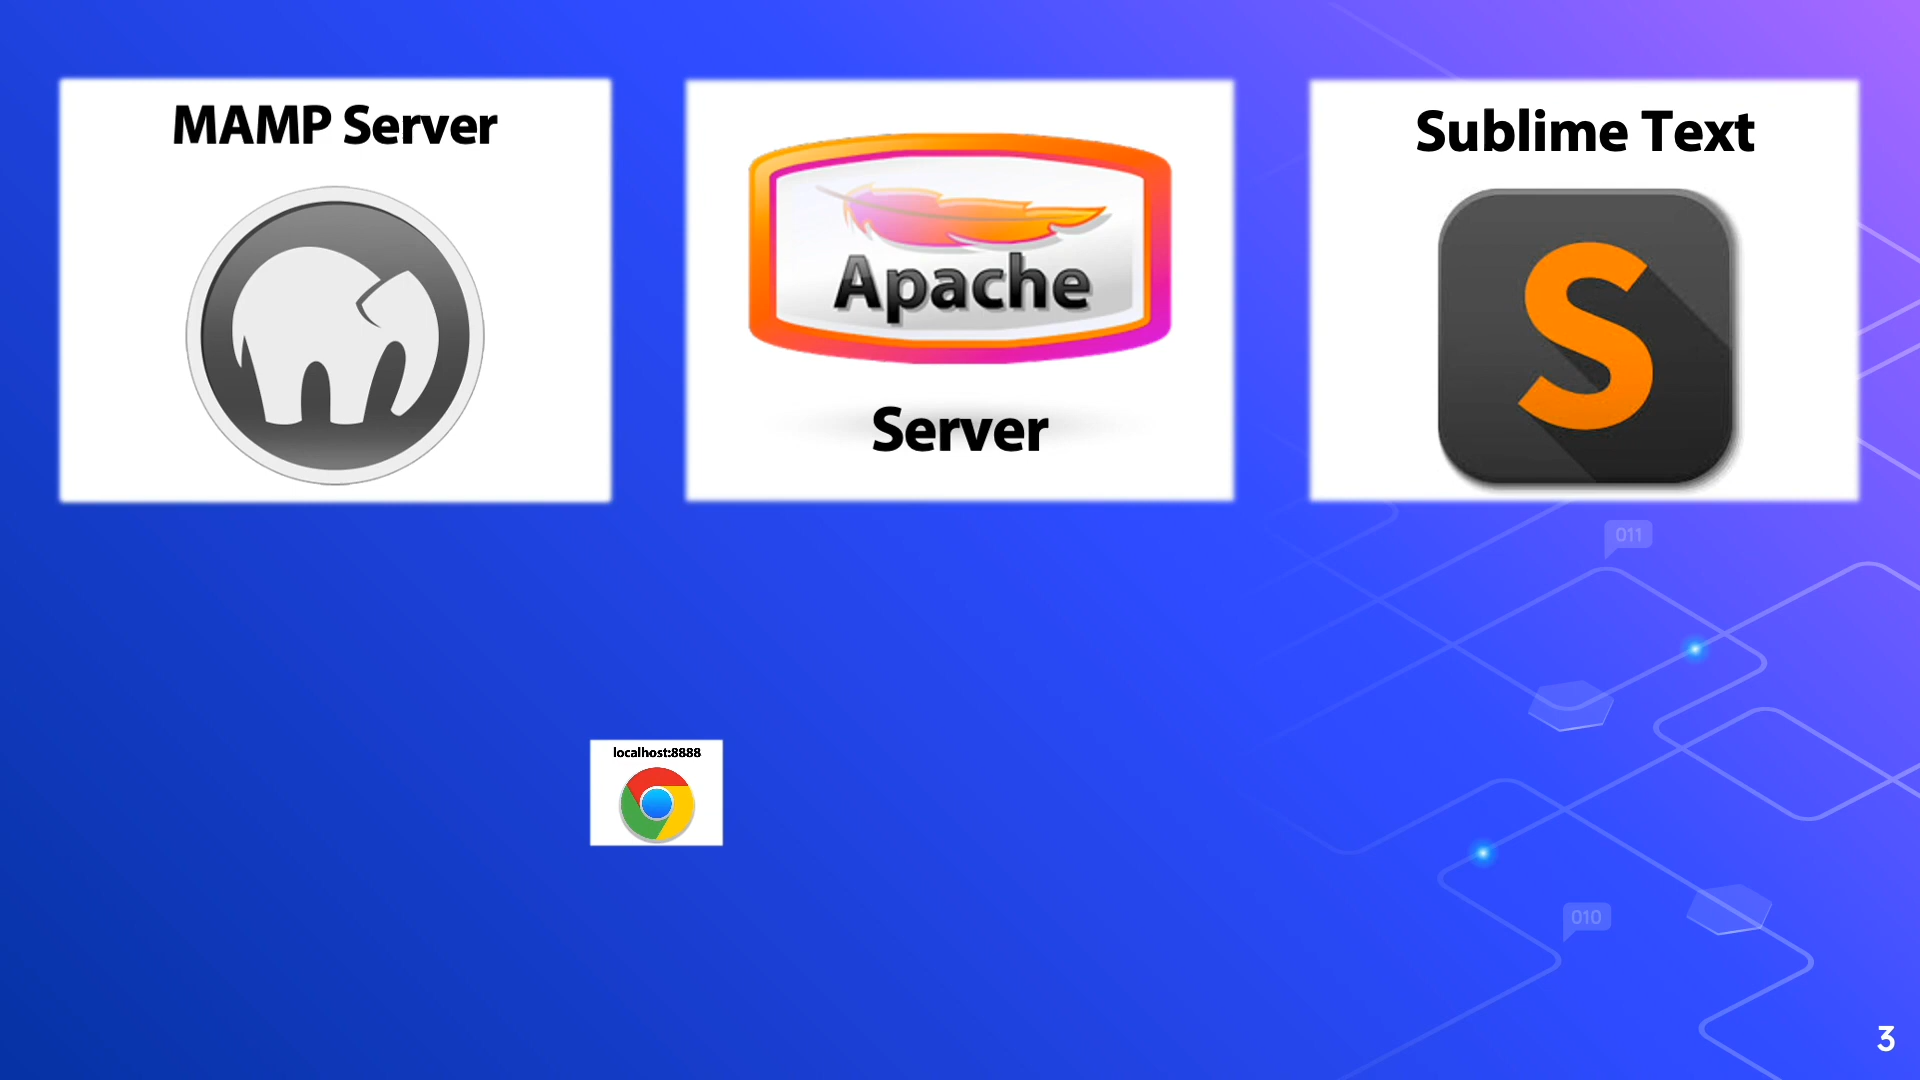 MAMP Server
Apache
Server
Sublime Text
011
localhost:8888
010
3